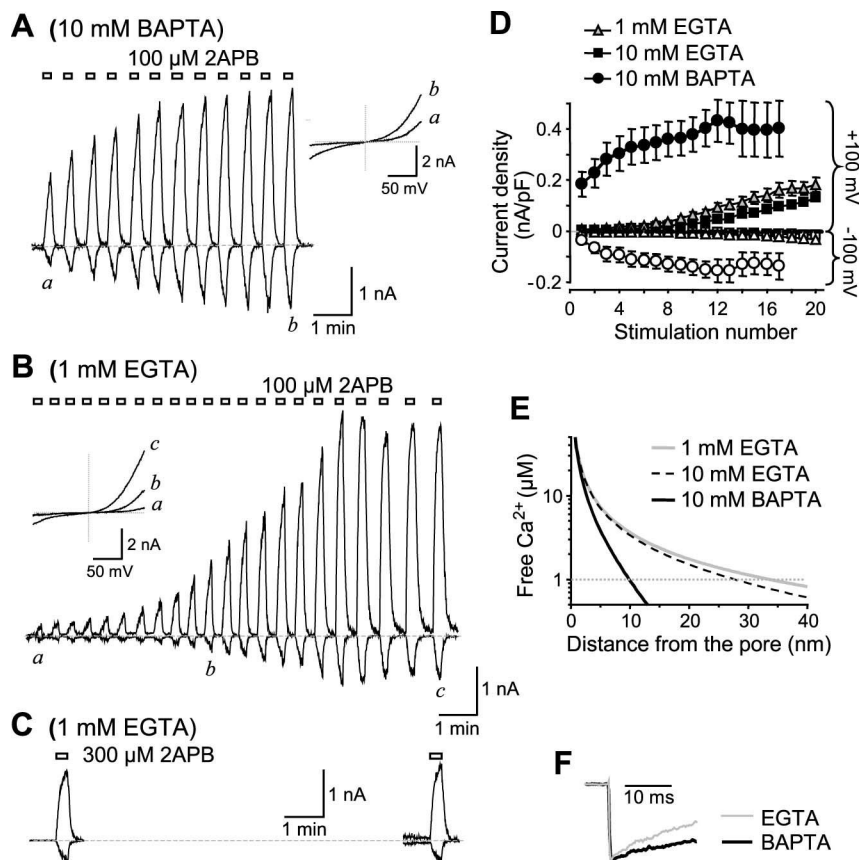 A (10 mM BAPTA)
100 µM 2APB
b
a
2 nA
50 mV
a
b
1 nA
1 min
B (1 mM EGTA)
100 µM 2APB
c
b
a
2 nA
50 mV
a
b
c
1 nA
1 min
C (1 mM EGTA)
300 µM 2APB
1 nA
1 min
D
1 mM EGTA
10 mM EGTA
10 mM BAPTA
Current density
(nA/pF)
0.4
0.2
0
-0.2
0 4 8 12 16 20
Stimulation number
+100 mV
-100 mV
E
1 mM EGTA
10 mM EGTA
10 mM BAPTA
Free Ca²⁺ (µM)
10
1
0 10 20 30 40
Distance from the pore (nm)
F
10 ms
EGTA
BAPTA